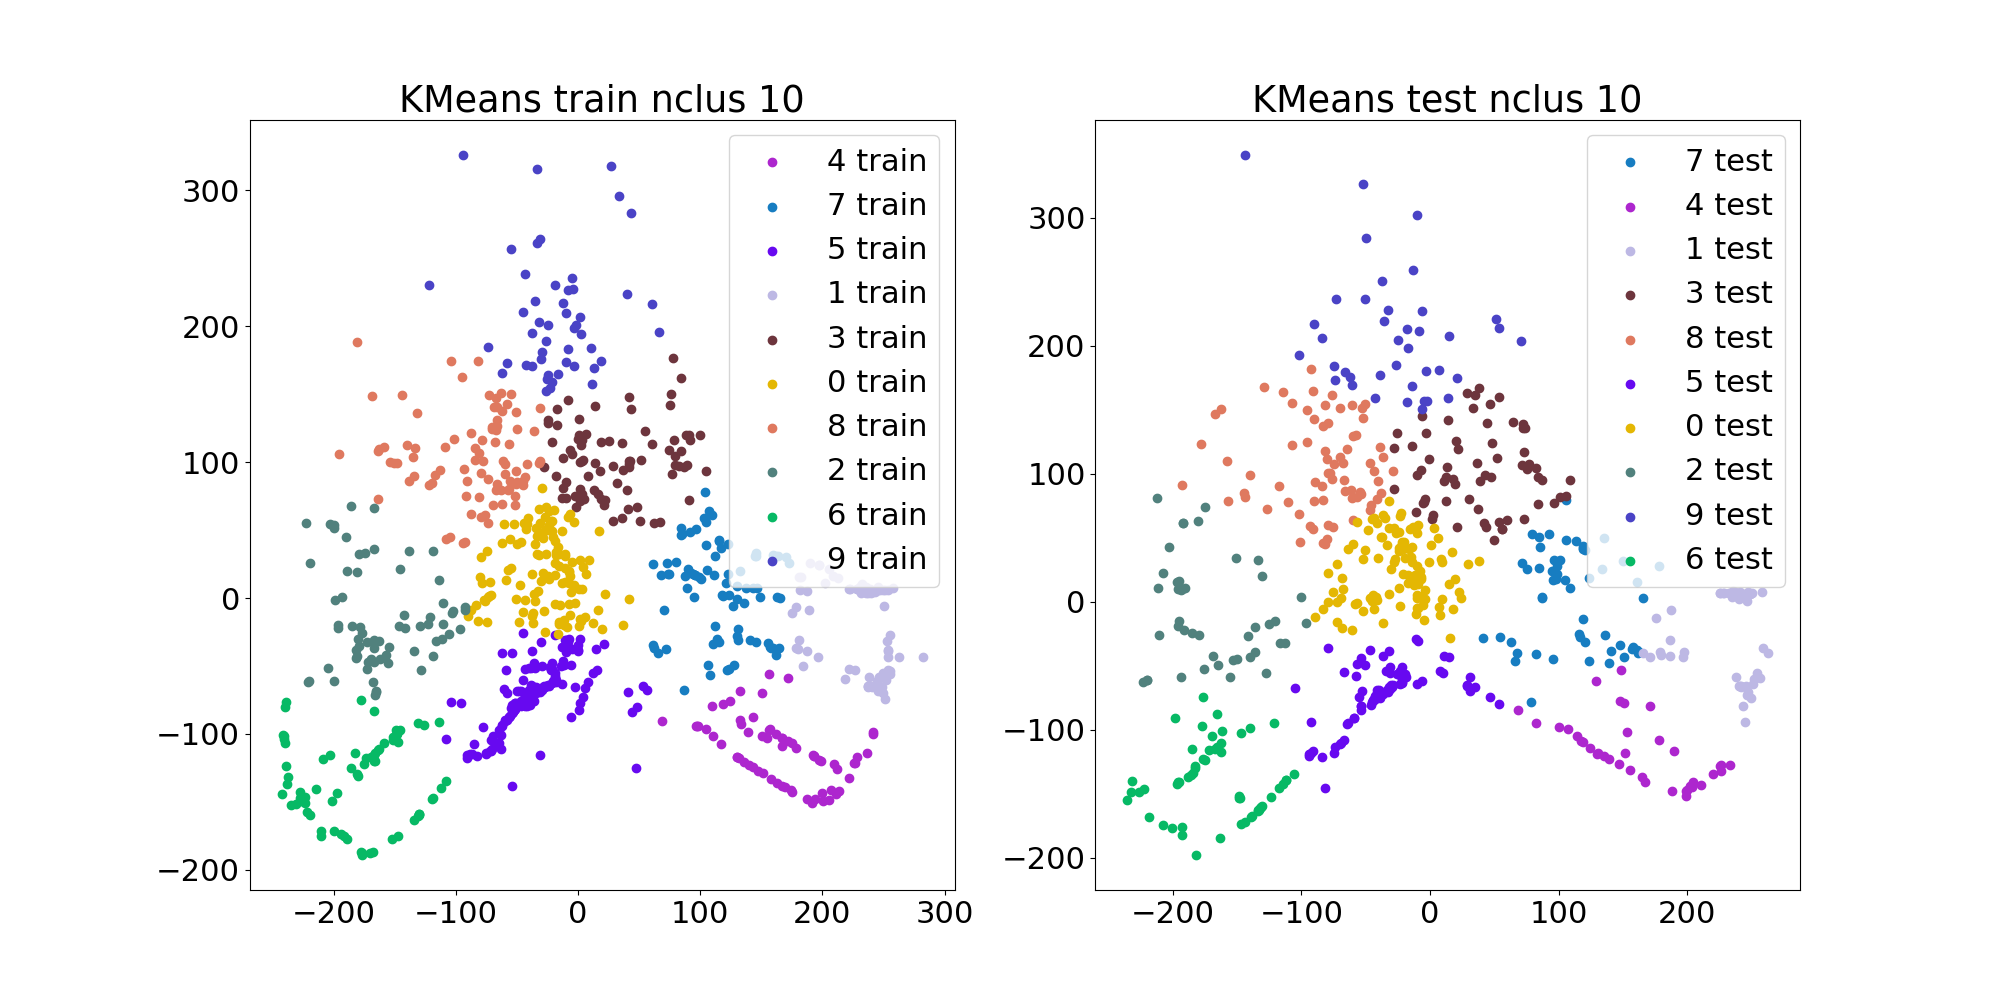 KMeans train nclus 10
300
200
100
0
−100
−200
−200
−100
0
100
200
300
4 train
7 train
5 train
1 train
3 train
0 train
8 train
2 train
6 train
9 train
KMeans test nclus 10
300
200
100
0
−100
−200
−200
−100
0
100
200
7 test
4 test
1 test
3 test
8 test
5 test
0 test
2 test
9 test
6 test